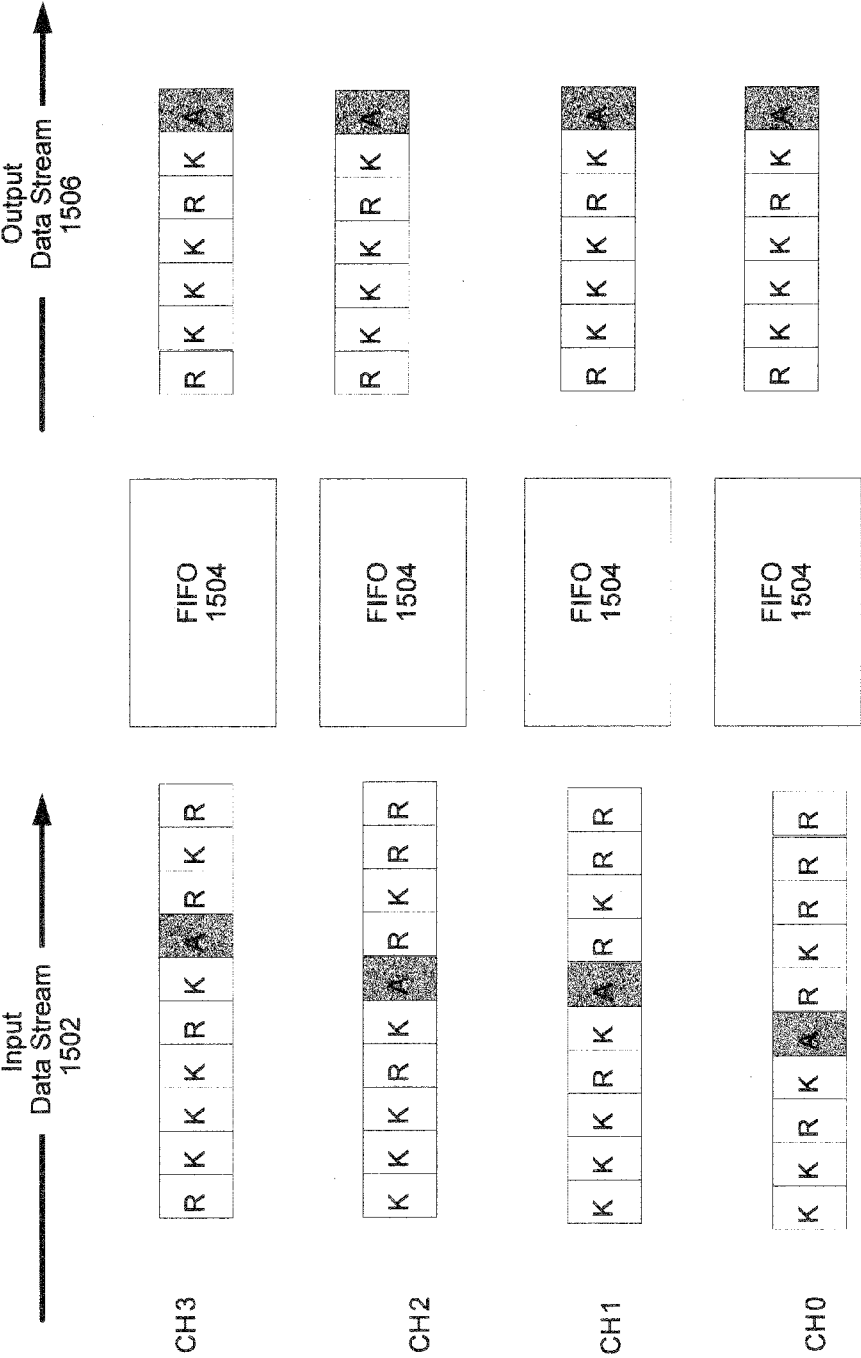 Input
Data Stream
1502
Output
Data Stream
1506
CH3
R K K K R K A R K R
FIFO
1504
R K K K R K A
CH2
K K K R K A R K R R
FIFO
1504
R K K K R K A
CH1
K K K R K A R K R R
FIFO
1504
R K K K R K A
CH0
K K R K A R K R R R
FIFO
1504
R K K K R K A